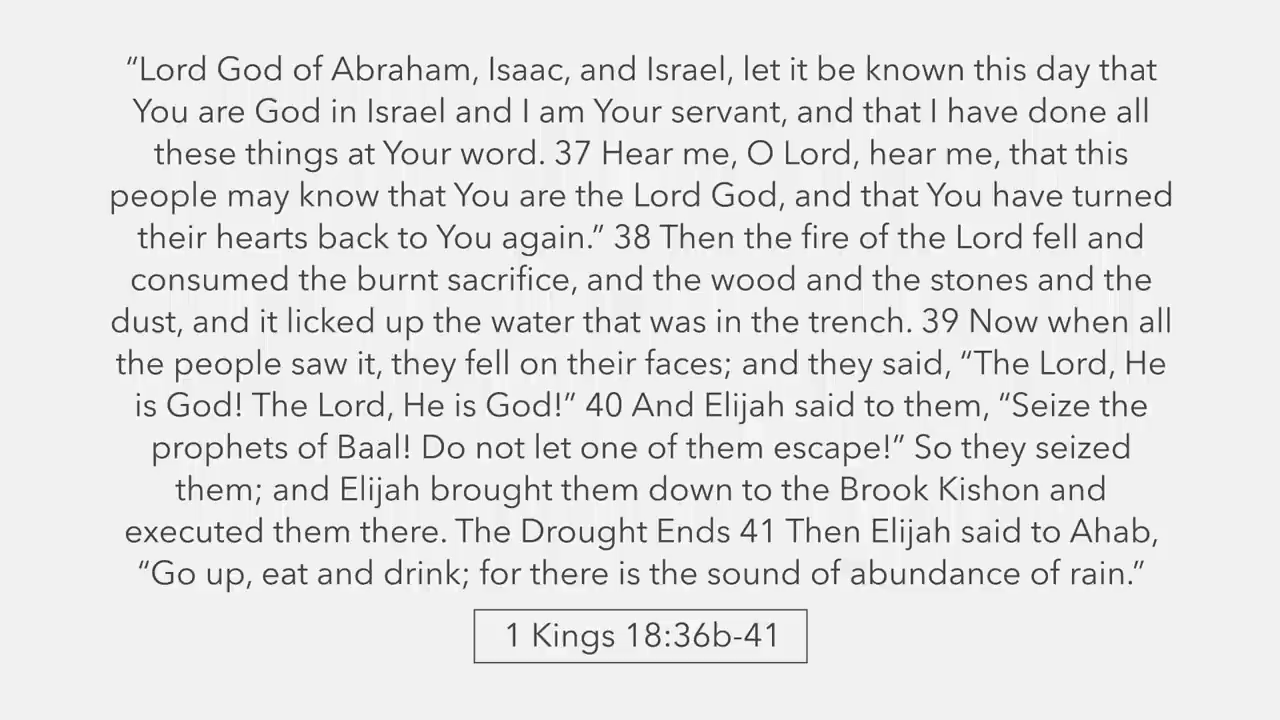 “Lord God of Abraham, Isaac, and Israel, let it be known this day that
You are God in Israel and I am Your servant, and that I have done all
these things at Your word. 37 Hear me, O Lord, hear me, that this
people may know that You are the Lord God, and that You have turned
their hearts back to You again.” 38 Then the fire of the Lord fell and
consumed the burnt sacrifice, and the wood and the stones and the
dust, and it licked up the water that was in the trench. 39 Now when all
the people saw it, they fell on their faces; and they said, “The Lord, He
is God! The Lord, He is God!” 40 And Elijah said to them, “Seize the
prophets of Baal! Do not let one of them escape!” So they seized
them; and Elijah brought them down to the Brook Kishon and
executed them there. The Drought Ends 41 Then Elijah said to Ahab,
“Go up, eat and drink; for there is the sound of abundance of rain.”
1 Kings 18:36b-41